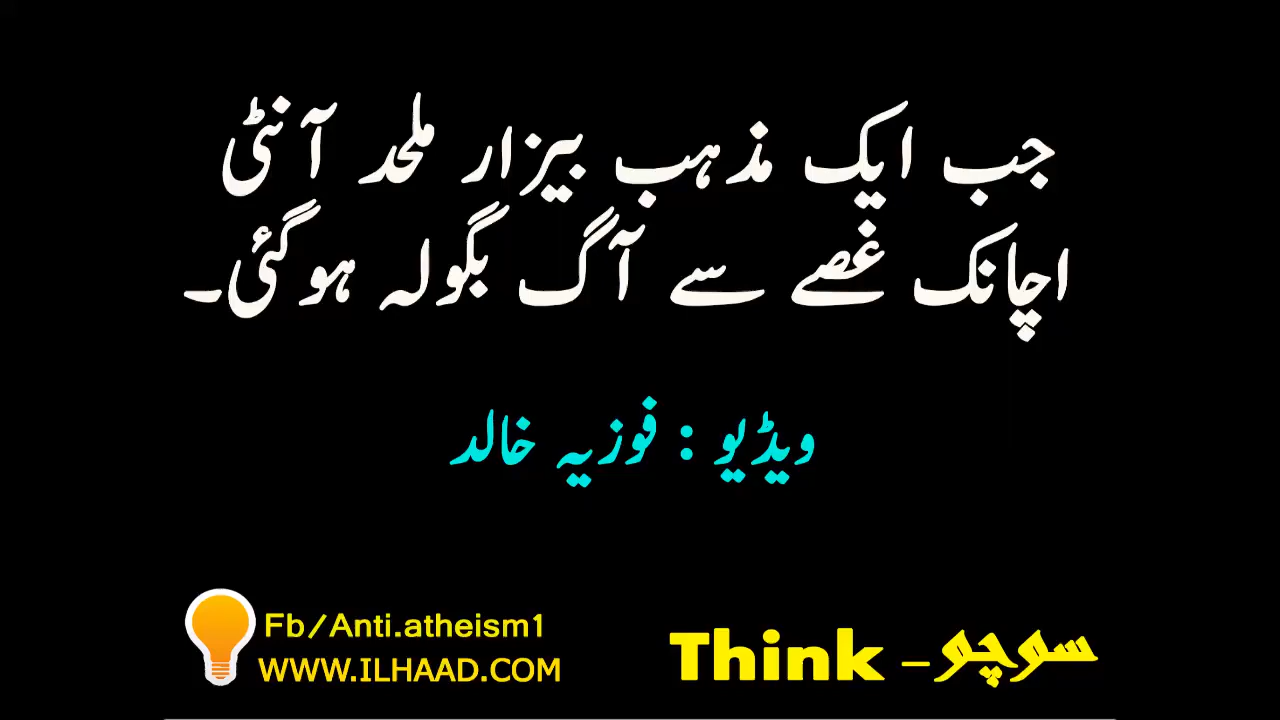 جب ایک مذہب بیزار ملحد آنٹی
اچانک غصے سے آگ بگولہ ہوگئی۔
ویڈیو : فوزیہ خالد
Fb/Anti.atheism1
WWW.ILHAAD.COM
Think - سوچو